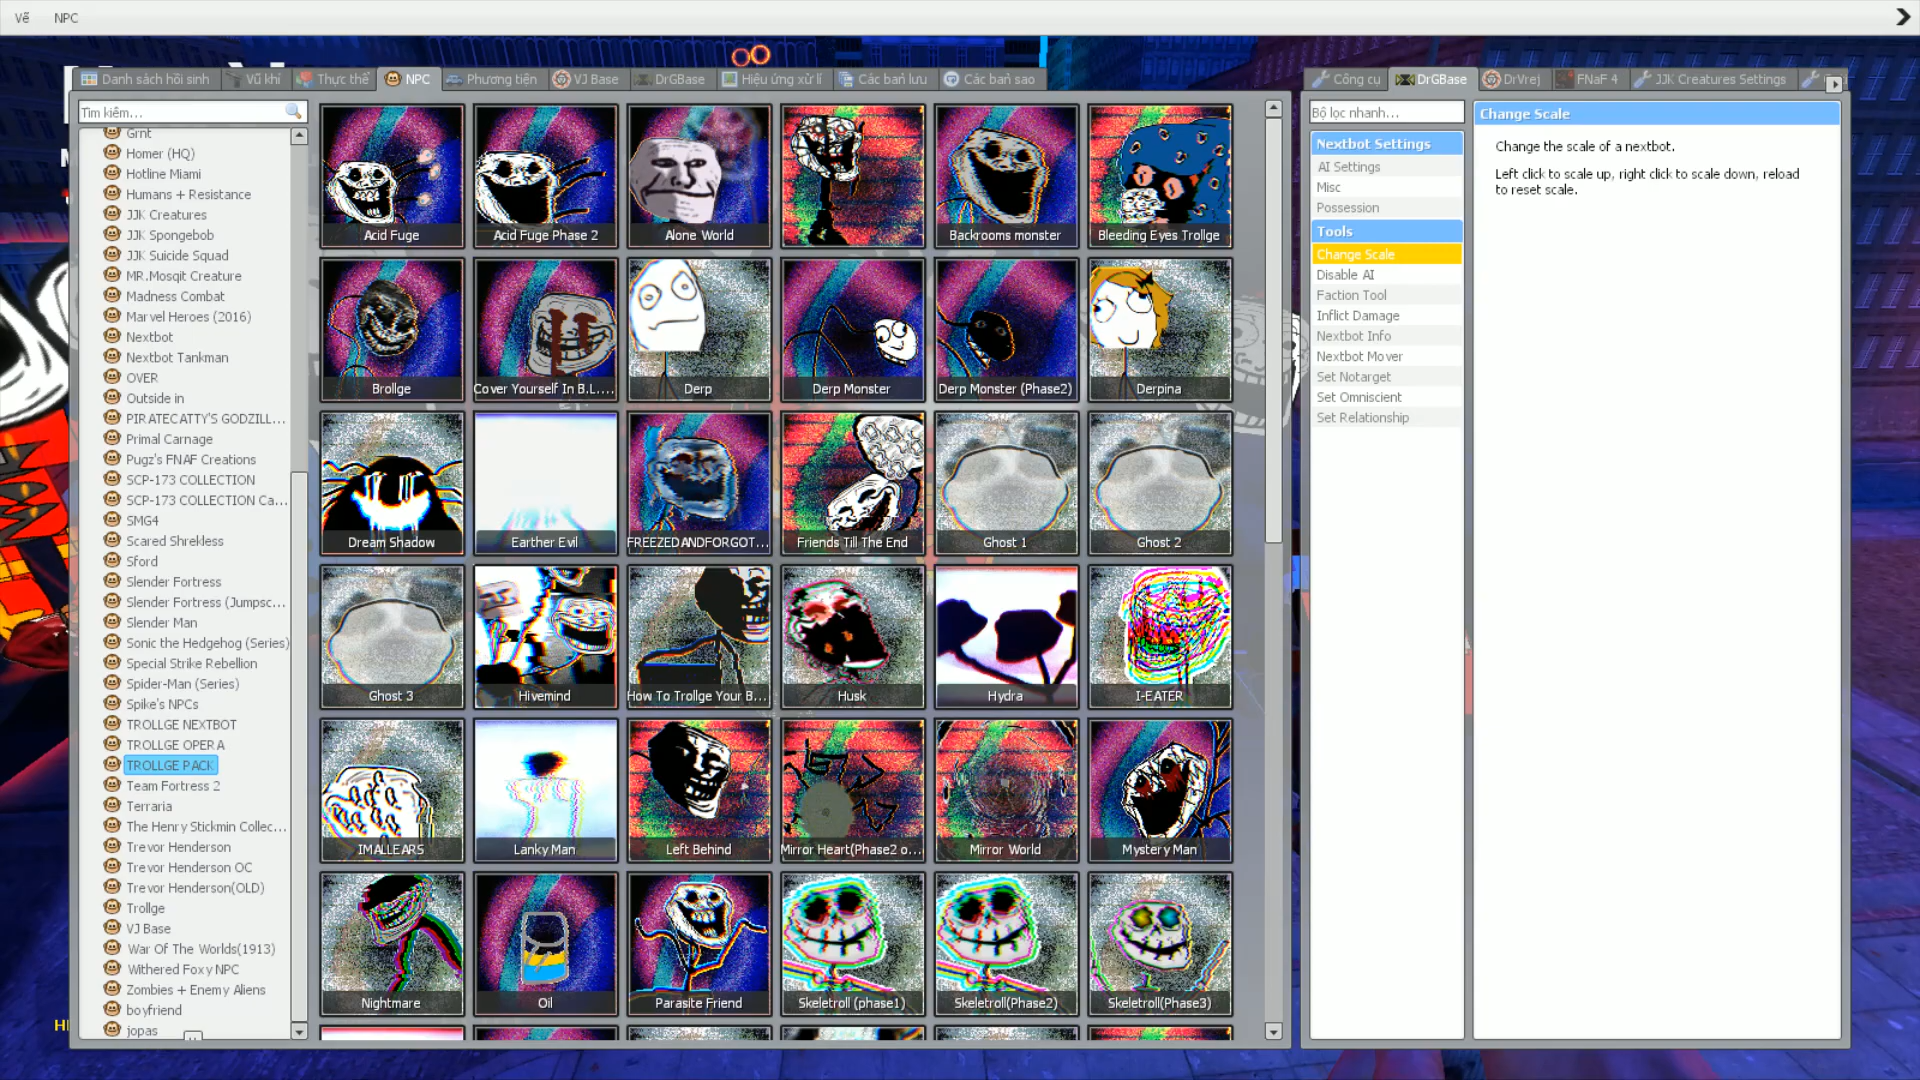 Vẽ NPC
Danh sách hồi sinh Vũ khí Thực thể NPC Phương tiện VJ Base DrGBase Hiệu ứng xử lí Các bản lưu Các bản sao
Công cụ DrGBase DrVrej FNaF 4 JJK Creatures Settings
Tìm kiếm...
Grnt
Homer (HQ)
Hotline Miami
Humans + Resistance
JJK Creatures
JJK Spongebob
JJK Suicide Squad
MR.Mosqit Creature
Madness Combat
Marvel Heroes (2016)
Nextbot
Nextbot Tankman
OVER
Outside in
PIRATECATTY'S GODZILL...
Primal Carnage
Pugz's FNAF Creations
SCP-173 COLLECTION
SCP-173 COLLECTION Ca...
SMG4
Scared Shrekless
Sford
Slender Fortress
Slender Fortress (Jumpsc...
Slender Man
Sonic the Hedgehog (Series)
Special Strike Rebellion
Spider-Man (Series)
Spike's NPCs
TROLLGE NEXTBOT
TROLLGE OPERA
TROLLGE PACK
Team Fortress 2
Terraria
The Henry Stickmin Collec...
Trevor Henderson
Trevor Henderson OC
Trevor Henderson(OLD)
Trollge
VJ Base
War Of The Worlds(1913)
Withered Foxy NPC
Zombies + Enemy Aliens
boyfriend
jopas
Acid Fuge Acid Fuge Phase 2 Alone World Backrooms monster Bleeding Eyes Trollge
Brollge Cover Yourself In B.L.... Derp Derp Monster Derp Monster (Phase2) Derpina
Dream Shadow Earther Evil FREEZEDANDFORGOT... Friends Till The End Ghost 1 Ghost 2
Ghost 3 Hivemind How To Trollge Your B... Husk Hydra I-EATER
IMALLEARS Lanky Man Left Behind Mirror Heart(Phase2 o... Mirror World Mystery Man
Nightmare Oil Parasite Friend Skeletroll (phase1) Skeletroll(Phase2) Skeletroll(Phase3)
Bộ lọc nhanh...
Nextbot Settings
AI Settings
Misc
Possession
Tools
Change Scale
Disable AI
Faction Tool
Inflict Damage
Nextbot Info
Nextbot Mover
Set Notarget
Set Omniscient
Set Relationship
Change Scale
Change the scale of a nextbot.
Left click to scale up, right click to scale down, reload
to reset scale.